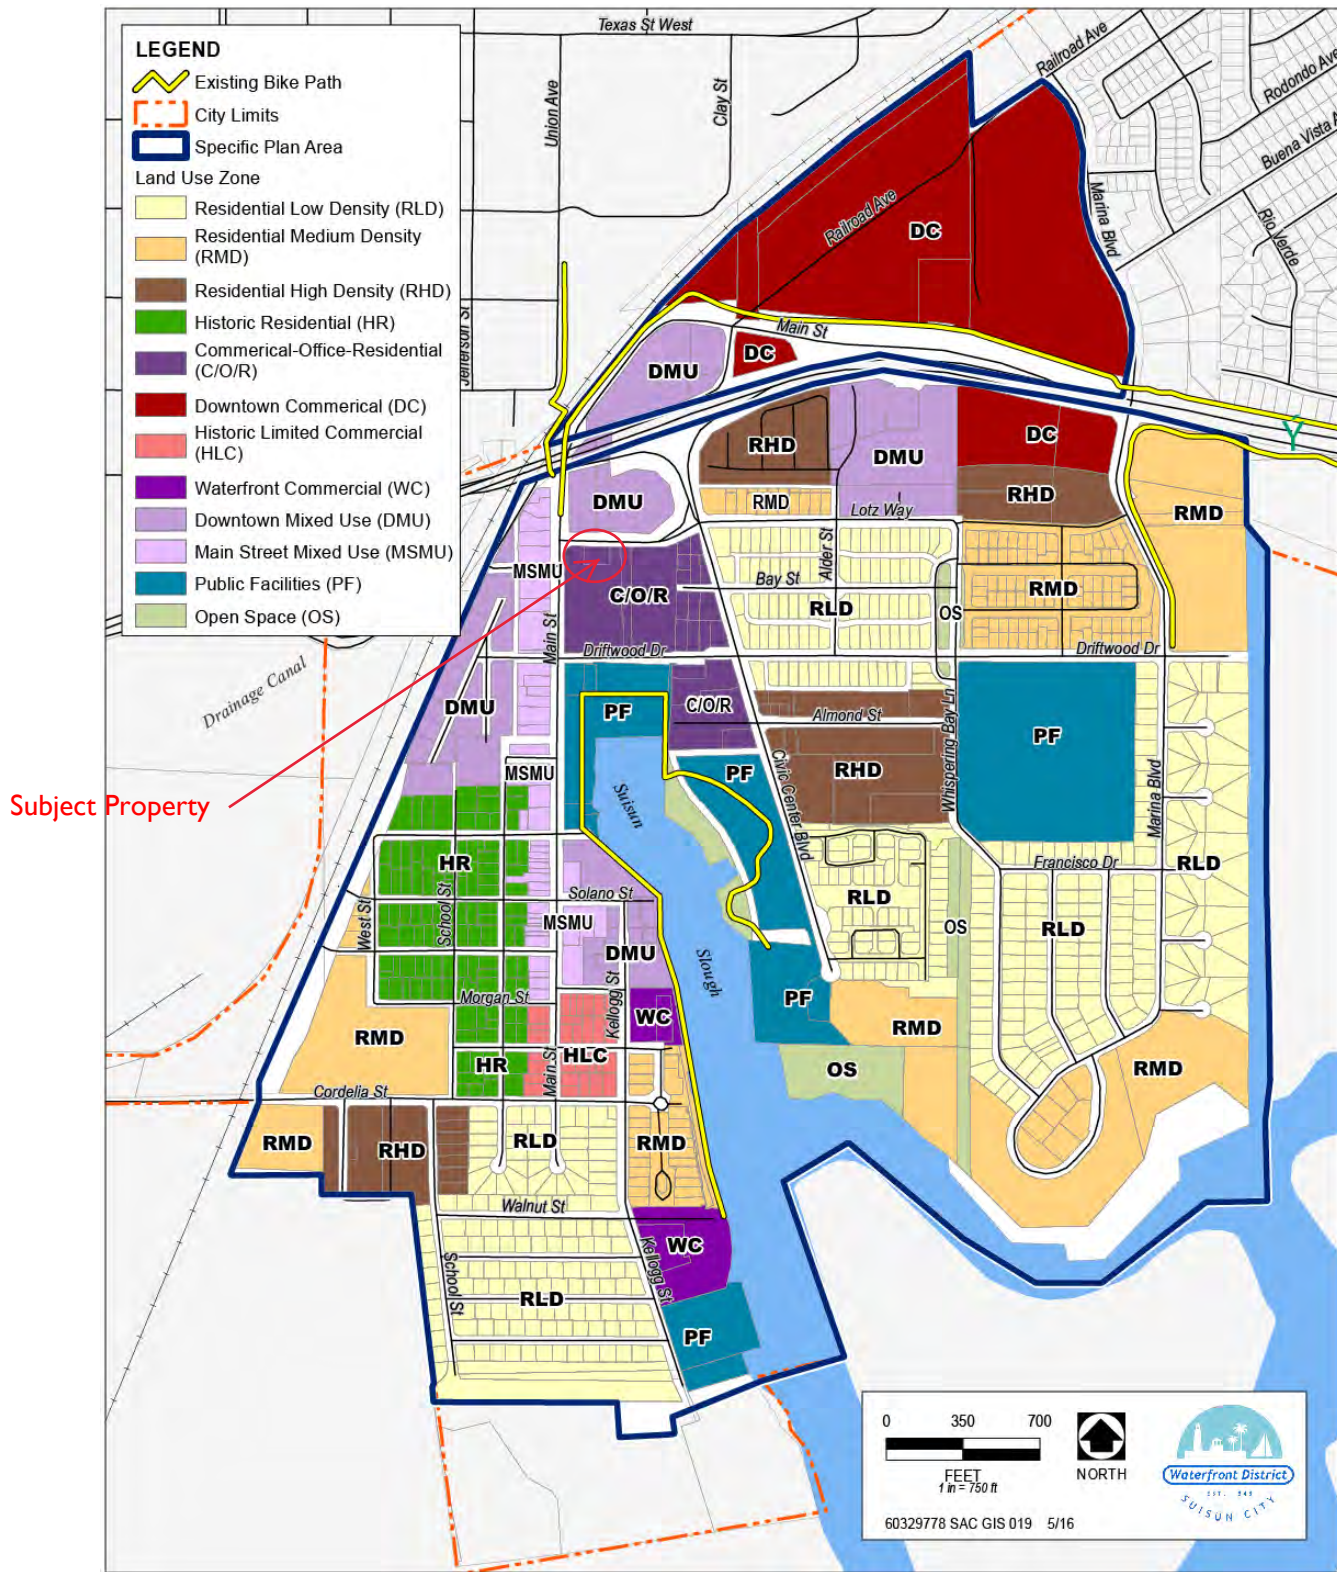 LEGEND
Existing Bike Path
City Limits
Specific Plan Area
Land Use Zone
Residential Low Density (RLD)
Residential Medium Density
(RMD)
Residential High Density (RHD)
Historic Residential (HR)
Commerical-Office-Residential
(C/O/R)
Downtown Commerical (DC)
Historic Limited Commercial
(HLC)
Waterfront Commercial (WC)
Downtown Mixed Use (DMU)
Main Street Mixed Use (MSMU)
Public Facilities (PF)
Open Space (OS)
Texas St West
Union Ave
Clay St
Jefferson St
Railroad Ave
Rodondo Ave
Buena Vista A
Rio Verde
Marina Blvd
Railroad Ave
DC
Main St
DC
DMU
RHD
DMU
DC
RHD
RMD
Y
DMU
RMD
Lotz Way
Alder St
MSMU
C/O/R
Bay St
RLD
OS
RMD
Main St
Driftwood Dr
Driftwood Dr
Drainage Canal
DMU
PF
C/O/R
Almond St
Whispering Bay Ln
PF
MSMU
PF
Civic Center Blvd
RHD
Marina Blvd
Subject Property
Suisun
HR
Francisco Dr
RLD
West St
School St
Solano St
MSMU
DMU
RLD
OS
RLD
Slough
Kellogg St
Morgan St
WC
PF
RMD
RMD
HR
Main St
HLC
OS
RMD
Cordelia St
RMD
RHD
RLD
RMD
Walnut St
WC
Kellogg St
School St
RLD
PF
0 350 700
FEET
1 in = 750 ft
NORTH
Waterfront District
SUISUN CITY
60329778 SAC GIS 019 5/16